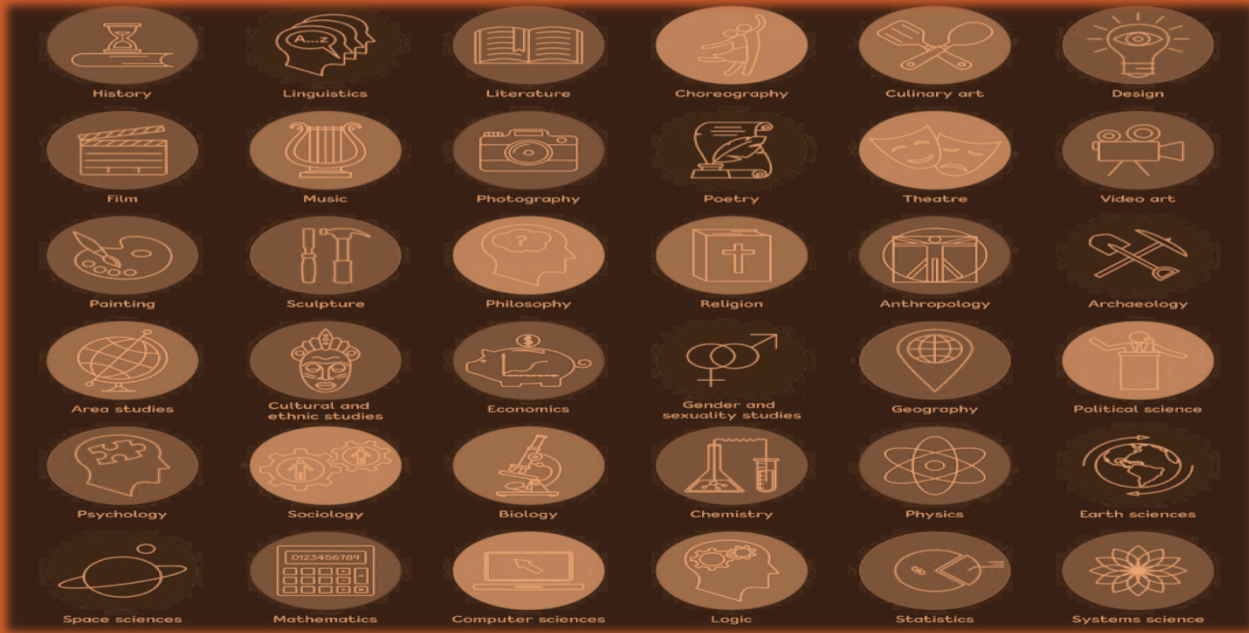 A...z
History
Linguistics
Literature
Choreography
Culinary art
Design
Film
Music
Photography
Poetry
Theatre
Video art
Painting
Sculpture
?
Philosophy
Religion
Anthropology
Archaeology
Area studies
Cultural and
ethnic studies
$
Economics
Gender and
sexuality studies
Geography
Political science
Psychology
Sociology
Biology
Chemistry
Physics
Earth sciences
Space sciences
0123456789
Mathematics
Computer sciences
Logic
%
Statistics
Systems science